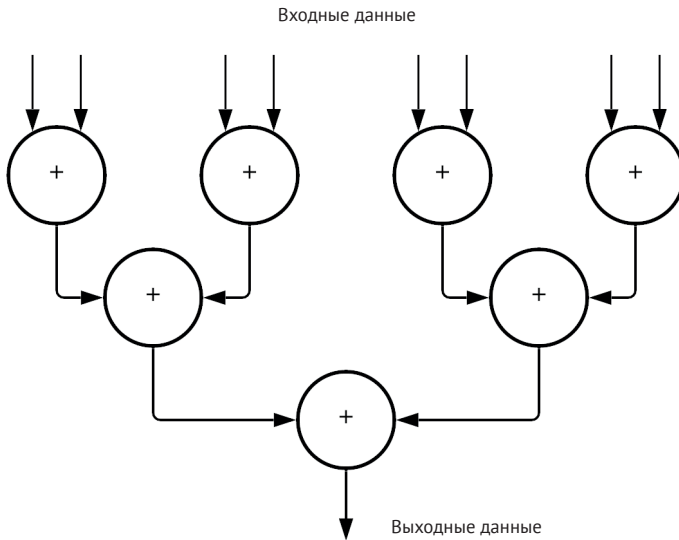 Входные данные
+ + + +
+ +
+
Выходные данные